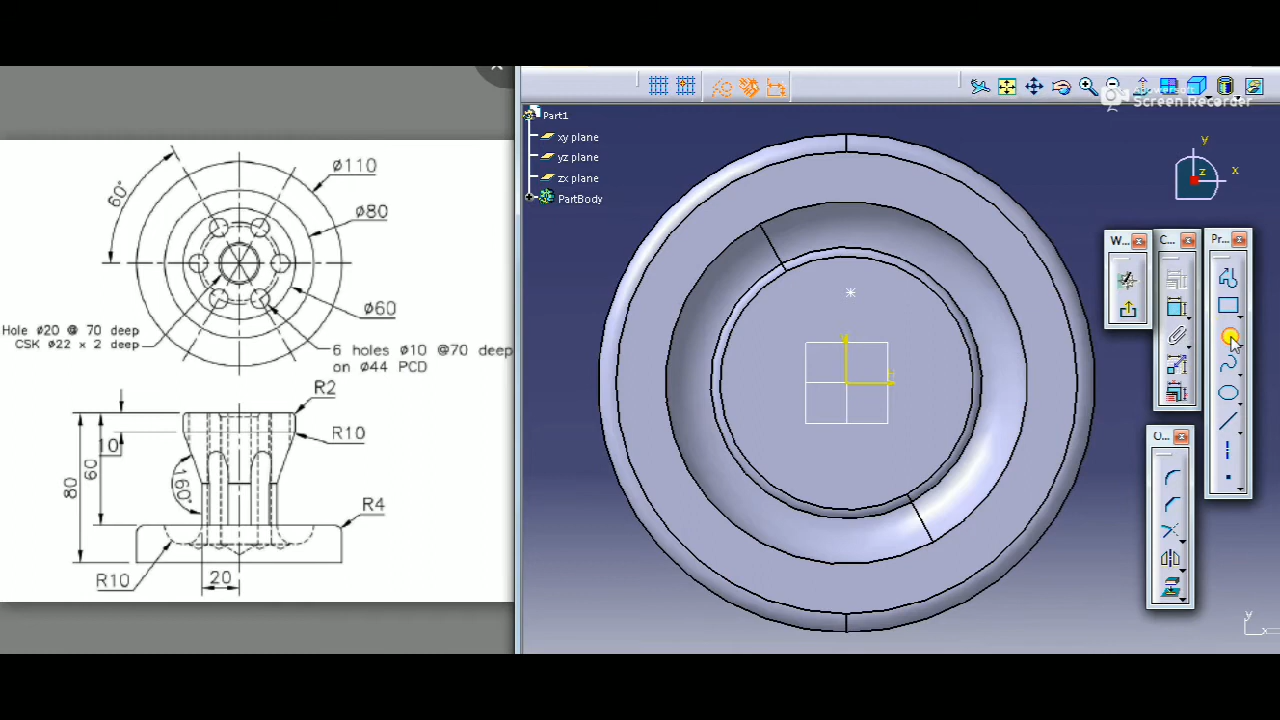 ø110
60°
ø80
ø60
Hole ø20 @ 70 deep
CSK ø22 x 2 deep
6 holes ø10 @70 deep
on ø44 PCD
R2
R10
10
60
80
160°
R4
R10
20
Screen Recorder
Part1
xy plane
yz plane
zx plane
PartBody
y
x
z
W...
C...
Pr...
O...
y
x